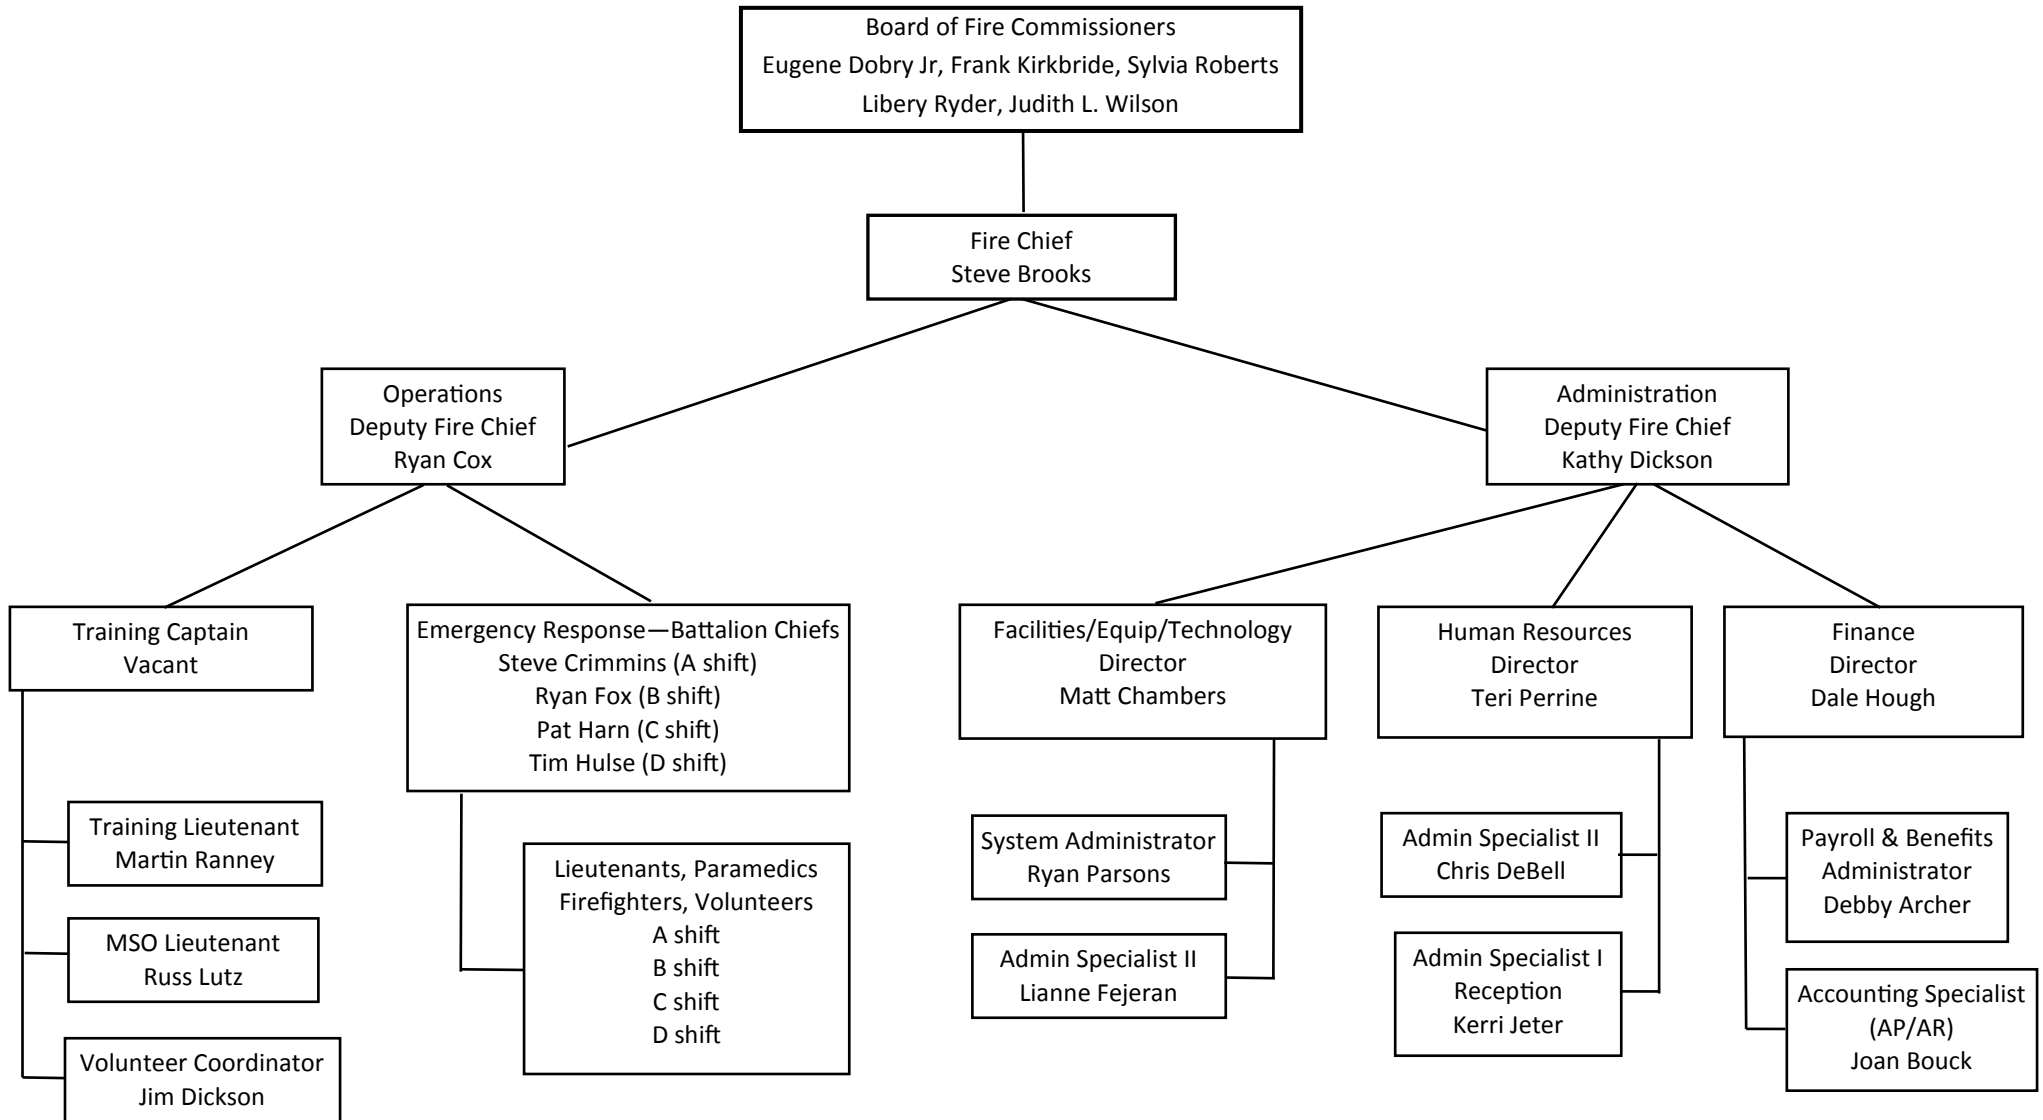 Board of Fire Commissioners
Eugene Dobry Jr, Frank Kirkbride, Sylvia Roberts
Libery Ryder, Judith L. Wilson
Fire Chief
Steve Brooks
Operations
Deputy Fire Chief
Ryan Cox
Administration
Deputy Fire Chief
Kathy Dickson
Training Captain
Vacant
Emergency Response—Battalion Chiefs
Steve Crimmins (A shift)
Ryan Fox (B shift)
Pat Harn (C shift)
Tim Hulse (D shift)
Facilities/Equip/Technology
Director
Matt Chambers
Human Resources
Director
Teri Perrine
Finance
Director
Dale Hough
Training Lieutenant
Martin Ranney
MSO Lieutenant
Russ Lutz
Volunteer Coordinator
Jim Dickson
Lieutenants, Paramedics
Firefighters, Volunteers
A shift
B shift
C shift
D shift
System Administrator
Ryan Parsons
Admin Specialist II
Lianne Fejeran
Admin Specialist II
Chris DeBell
Admin Specialist I
Reception
Kerri Jeter
Payroll & Benefits
Administrator
Debby Archer
Accounting Specialist
(AP/AR)
Joan Bouck